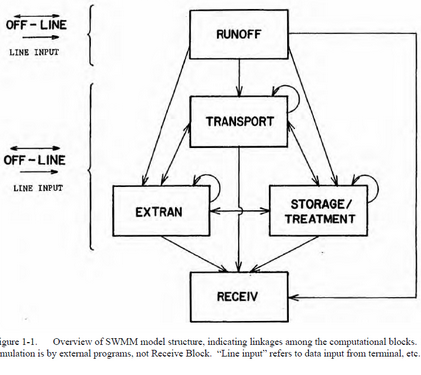 OFF-LINE
LINE INPUT
RUNOFF
TRANSPORT
OFF-LINE
LINE INPUT
EXTRAN
STORAGE/
TREATMENT
RECEIV
igure 1-1. Overview of SWMM model structure, indicating linkages among the computational blocks.
mulation is by external programs, not Receive Block. “Line input” refers to data input from terminal, etc.